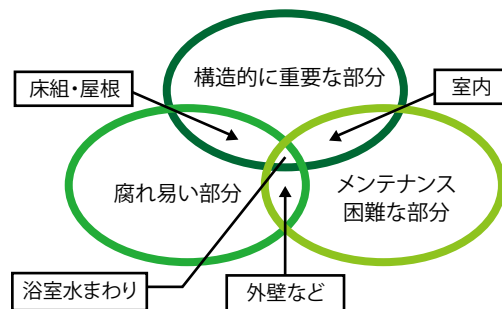 構造的に重要な部分
床組・屋根
室内
腐れ易い部分
メンテナンス
困難な部分
浴室水まわり
外壁など